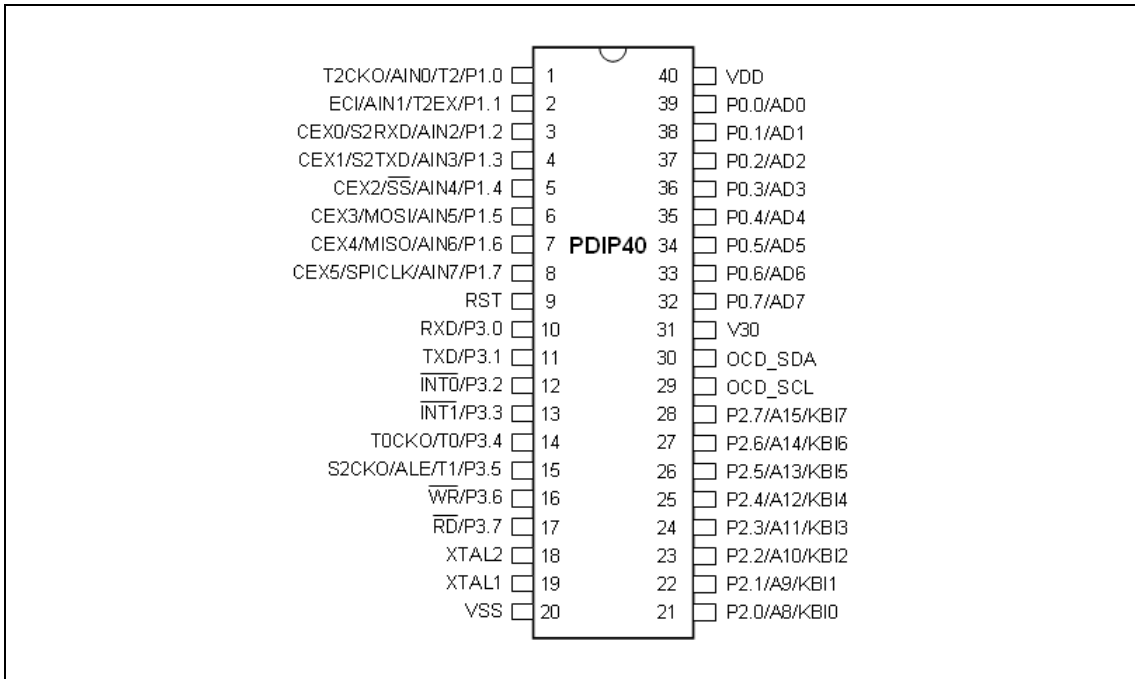 T2CKO/AIN0/T2/P1.0 1 40 VDD
ECI/AIN1/T2EX/P1.1 2 39 P0.0/AD0
CEX0/S2RXD/AIN2/P1.2 3 38 P0.1/AD1
CEX1/S2TXD/AIN3/P1.3 4 37 P0.2/AD2
CEX2/S̅S̅/AIN4/P1.4 5 36 P0.3/AD3
CEX3/MOSI/AIN5/P1.5 6 35 P0.4/AD4
CEX4/MISO/AIN6/P1.6 7 PDIP40 34 P0.5/AD5
CEX5/SPICLK/AIN7/P1.7 8 33 P0.6/AD6
RST 9 32 P0.7/AD7
RXD/P3.0 10 31 V30
TXD/P3.1 11 30 OCD_SDA
I̅N̅T̅0̅/P3.2 12 29 OCD_SCL
I̅N̅T̅1̅/P3.3 13 28 P2.7/A15/KBI7
T0CKO/T0/P3.4 14 27 P2.6/A14/KBI6
S2CKO/ALE/T1/P3.5 15 26 P2.5/A13/KBI5
W̅R̅/P3.6 16 25 P2.4/A12/KBI4
R̅D̅/P3.7 17 24 P2.3/A11/KBI3
XTAL2 18 23 P2.2/A10/KBI2
XTAL1 19 22 P2.1/A9/KBI1
VSS 20 21 P2.0/A8/KBI0